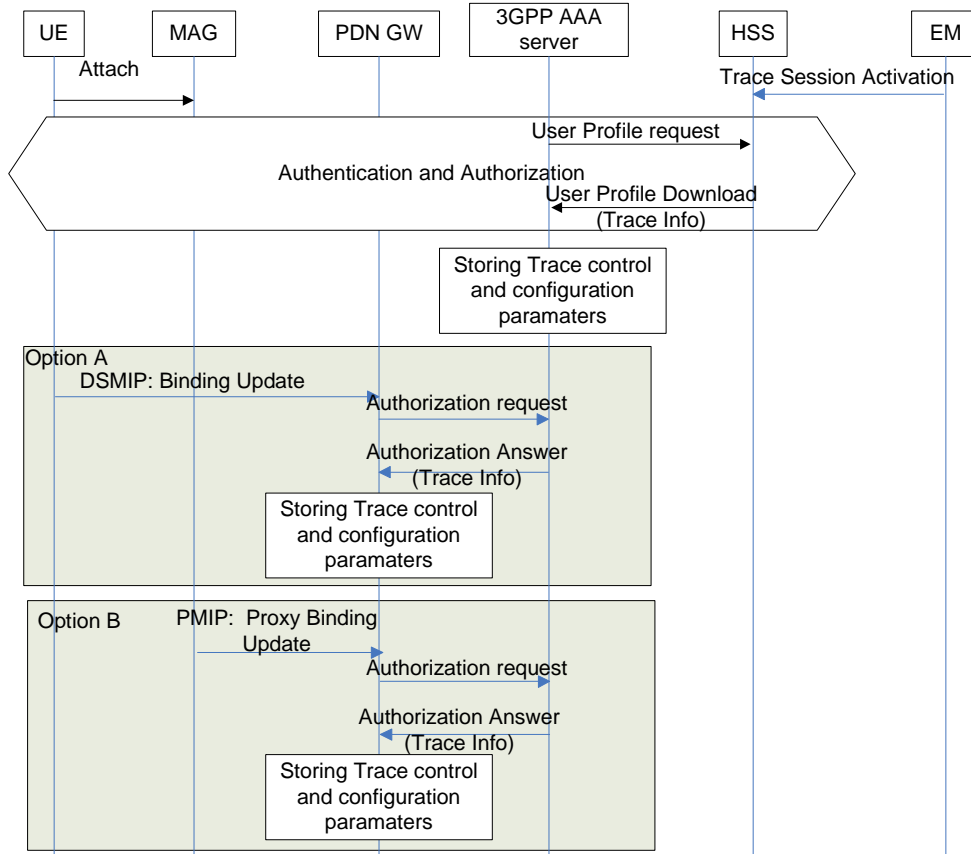 UE
MAG
PDN GW
3GPP AAA
server
HSS
EM
Attach
Trace Session Activation
User Profile request
Authentication and Authorization
User Profile Download
(Trace Info)
Storing Trace control
and configuration
paramaters
Option A
DSMIP: Binding Update
Authorization request
Authorization Answer
(Trace Info)
Storing Trace control
and configuration
paramaters
Option B
PMIP:  Proxy Binding
Update
Authorization request
Authorization Answer
(Trace Info)
Storing Trace control
and configuration
paramaters